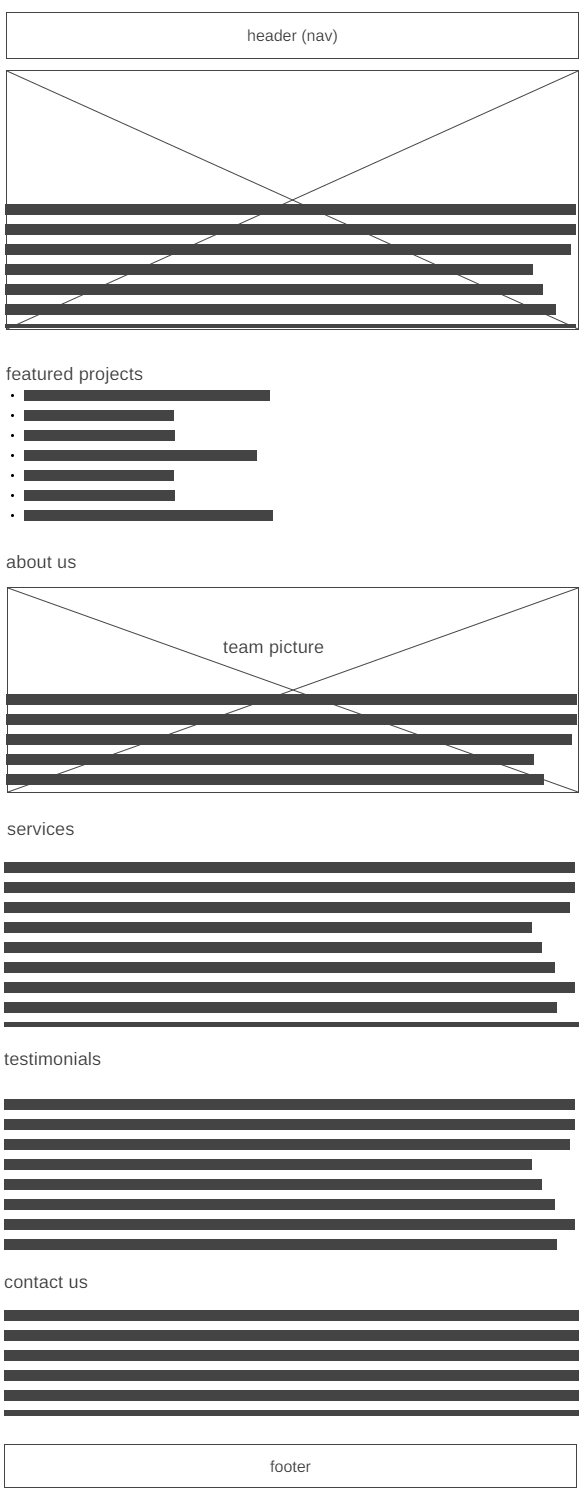 header (nav)
featured projects
about us
team picture
services
testimonials
contact us
footer